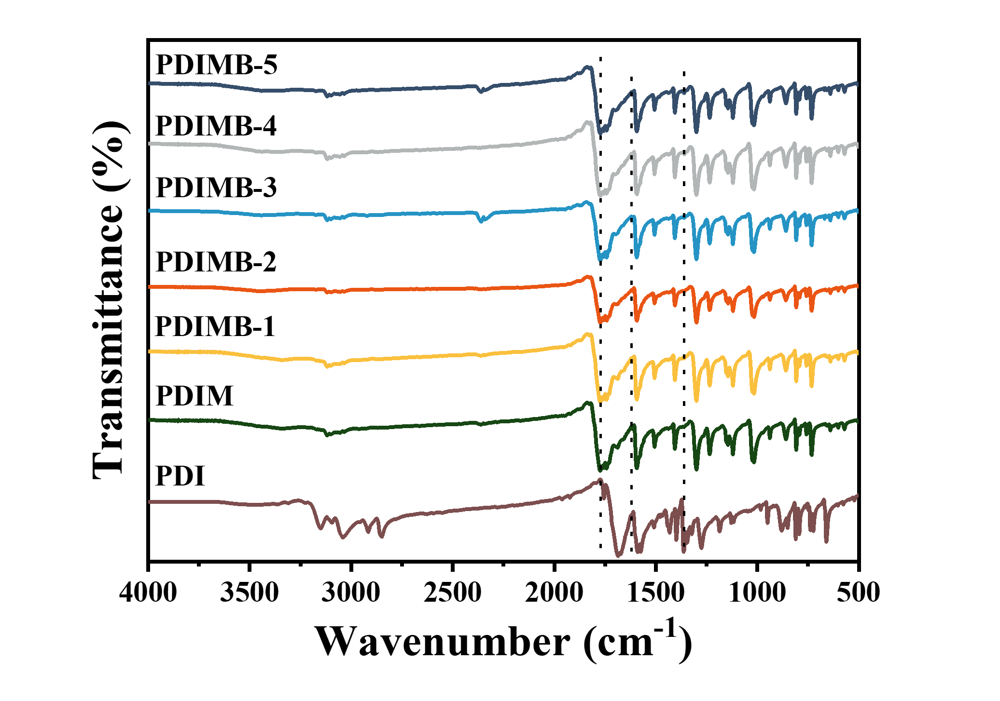 PDIMB-5
PDIMB-4
PDIMB-3
PDIMB-2
PDIMB-1
PDIM
PDI
Transmittance (%)
4000 3500 3000 2500 2000 1500 1000 500
Wavenumber (cm⁻¹)